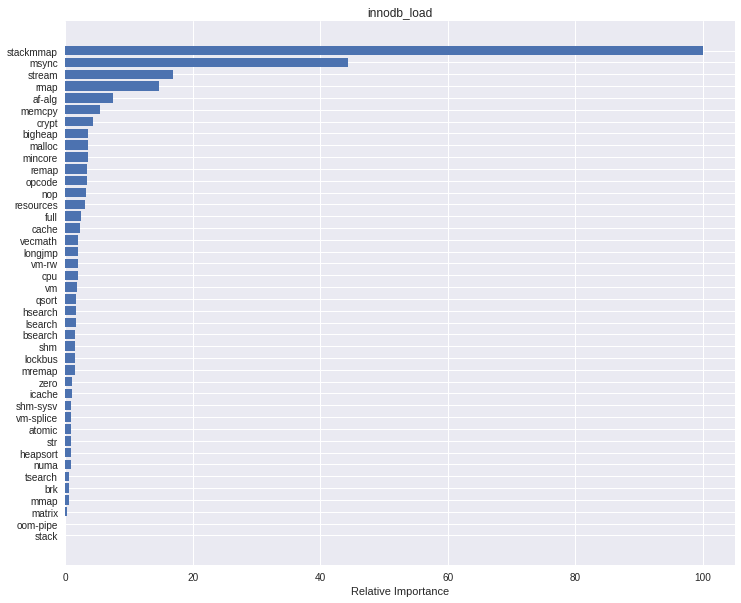 innodb_load
stackmmap
msync
stream
rmap
af-alg
memcpy
crypt
bigheap
malloc
mincore
remap
opcode
nop
resources
full
cache
vecmath
longjmp
vm-rw
cpu
vm
qsort
hsearch
lsearch
bsearch
shm
lockbus
mremap
zero
icache
shm-sysv
vm-splice
atomic
str
heapsort
numa
tsearch
brk
mmap
matrix
oom-pipe
stack
0 20 40 60 80 100
Relative Importance